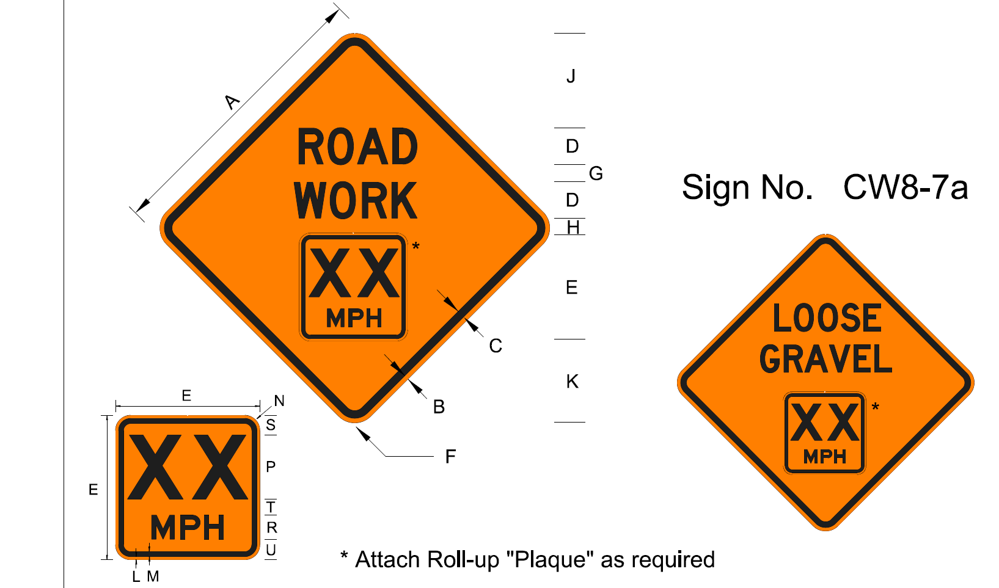 A
J
ROAD
D
G
WORK
D
H
XX
*
MPH
E
C
K
B
F
Sign No. CW8-7a
LOOSE
GRAVEL
XX
*
MPH
E
N
S
XX
P
E
T
MPH
R
U
L M
* Attach Roll-up "Plaque" as required